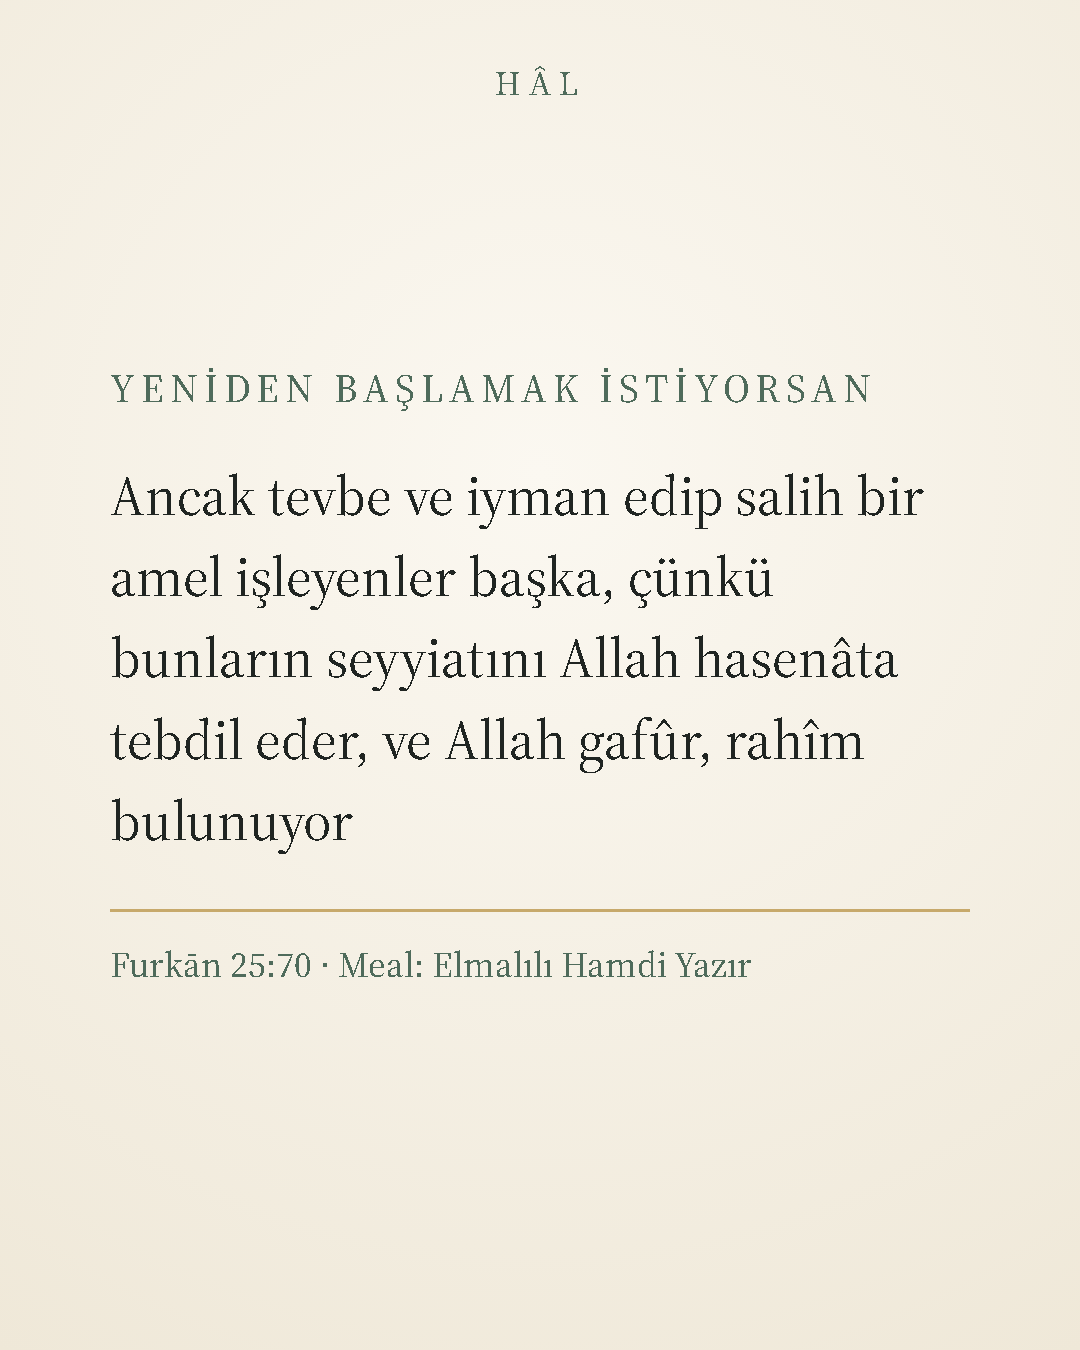 HÂL
YENİDEN BAŞLAMAK İSTİYORSAN
Ancak tevbe ve iyman edip salih bir
amel işleyenler başka, çünkü
bunların seyyiatını Allah hasenâta
tebdil eder, ve Allah gafûr, rahîm
bulunuyor
Furkān 25:70 · Meal: Elmalılı Hamdi Yazır